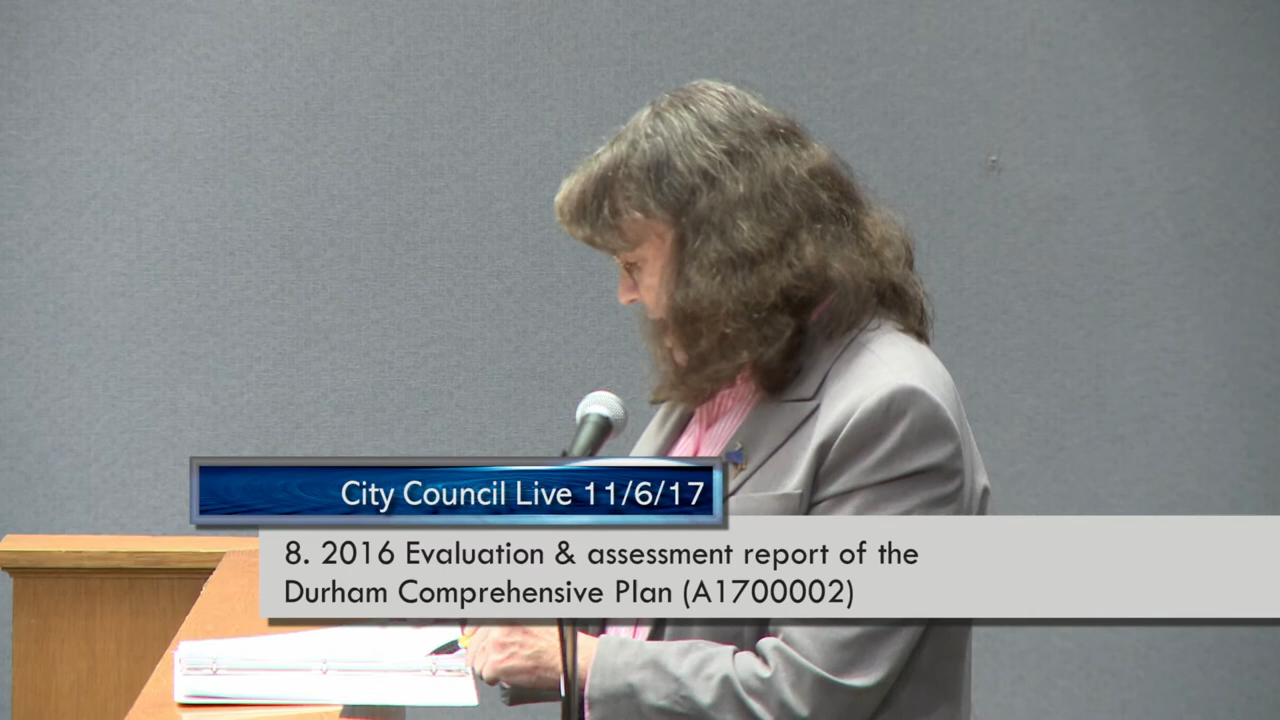 City Council Live 11/6/17
8. 2016 Evaluation & assessment report of the
Durham Comprehensive Plan (A1700002)